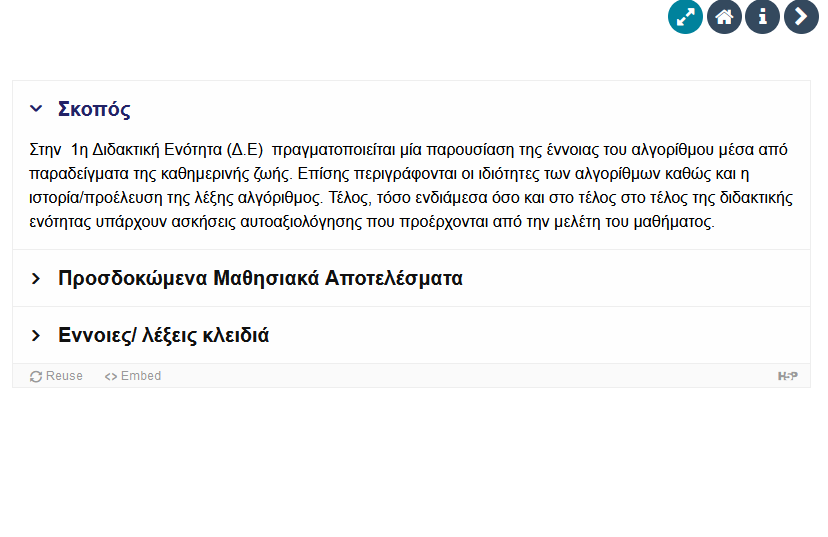 Σκοπός
Στην  1η Διδακτική Ενότητα (Δ.Ε)  πραγματοποιείται μία παρουσίαση της έννοιας του αλγορίθμου μέσα από
παραδείγματα της καθημερινής ζωής. Επίσης περιγράφονται οι ιδιότητες των αλγορίθμων καθώς και η
ιστορία/προέλευση της λέξης αλγόριθμος. Τέλος, τόσο ενδιάμεσα όσο και στο τέλος στο τέλος της διδακτικής
ενότητας υπάρχουν ασκήσεις αυτοαξιολόγησης που προέρχονται από την μελέτη του μαθήματος.
Προσδοκώμενα Μαθησιακά Αποτελέσματα
Εννοιες/ λέξεις κλειδιά
Reuse <> Embed H5P